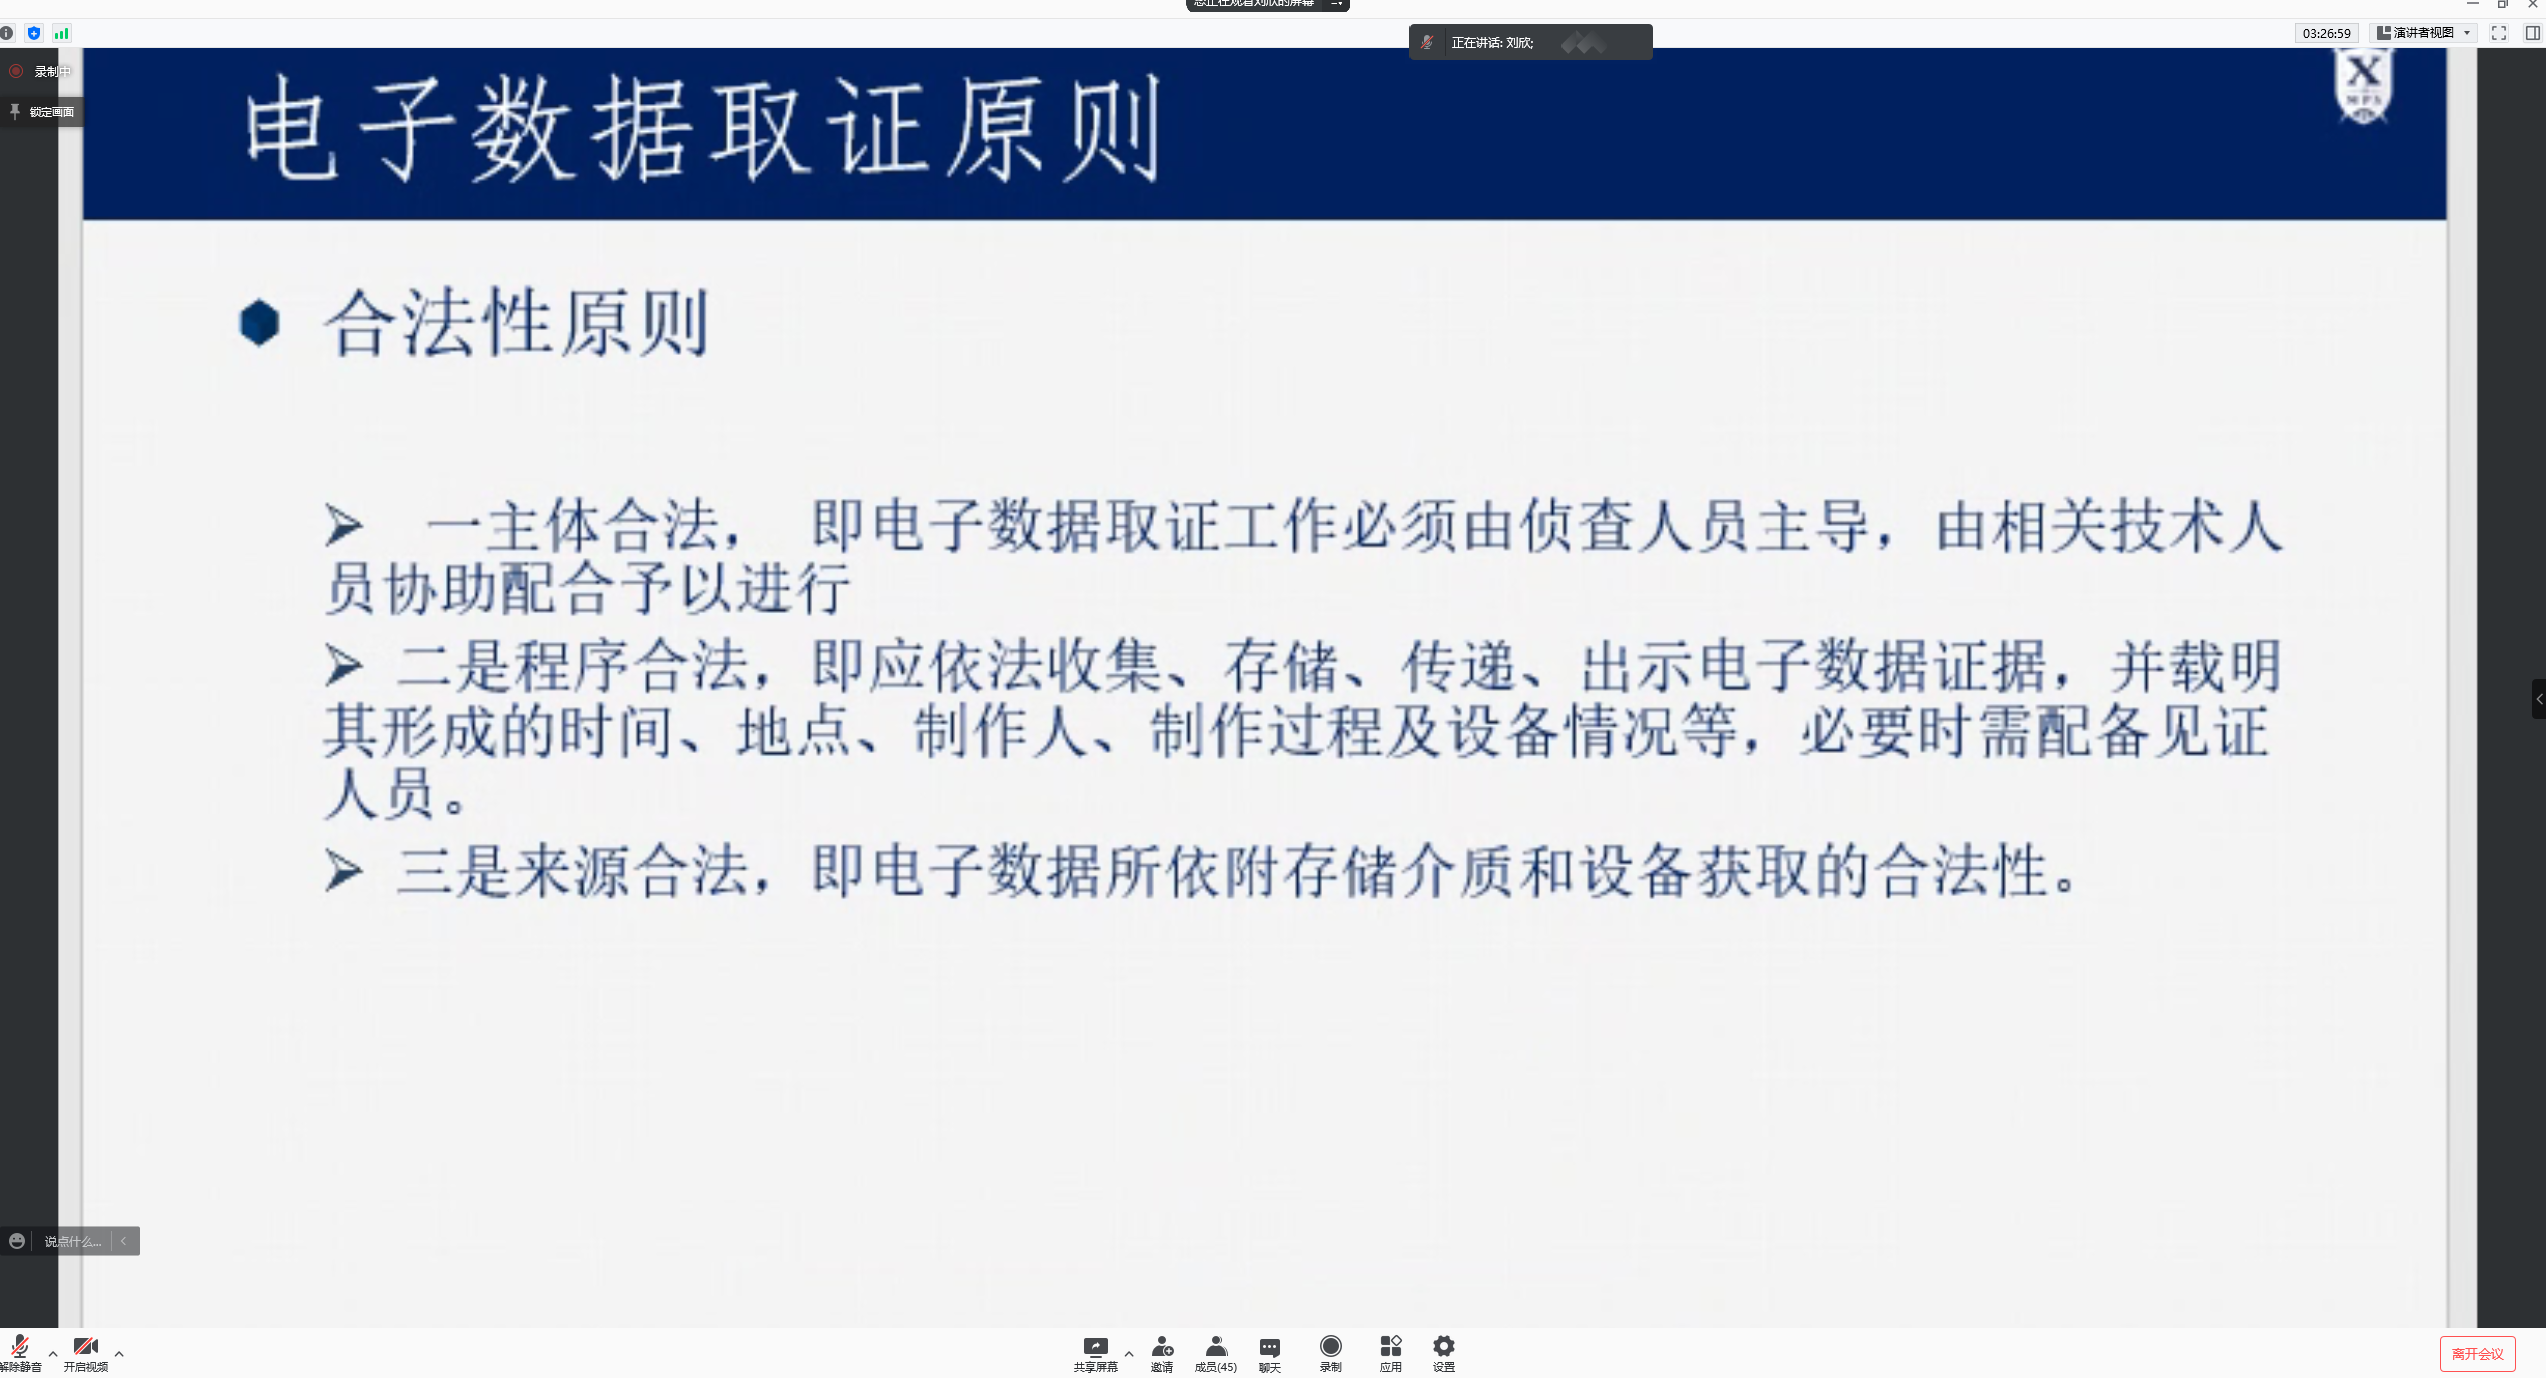 您正在观看刘欣的屏幕
正在讲话: 刘欣;
03:26:59
演讲者视图
录制中
锁定画面
电子数据取证原则
X
合法性原则
一主体合法， 即电子数据取证工作必须由侦查人员主导，由相关技术人
员协助配合予以进行
二是程序合法，即应依法收集、存储、传递、出示电子数据证据，并载明
其形成的时间、地点、制作人、制作过程及设备情况等，必要时需配备见证
人员。
三是来源合法，即电子数据所依附存储介质和设备获取的合法性。
说点什么...
解除静音
开启视频
共享屏幕
邀请
成员(45)
聊天
录制
应用
设置
离开会议